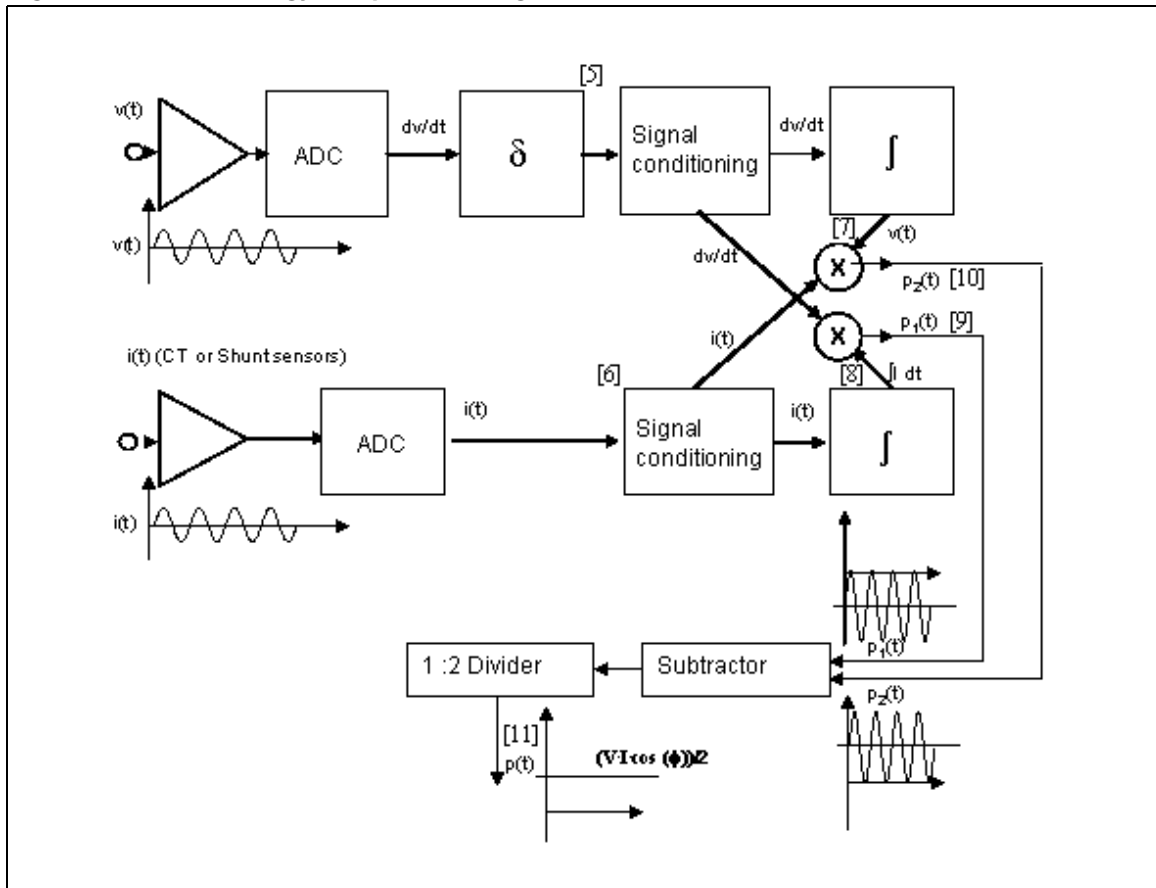 [5]
v(t)
ADC
dv/dt
δ
Signal
conditioning
dv/dt
∫
v(t)
dv/dt
[7]
v(t)
X
p2(t) [10]
i(t)
X
p1(t) [9]
i(t) (CT or Shunt sensors)
[6]
[8]
∫I dt
ADC
i(t)
Signal
conditioning
i(t)
∫
i(t)
1 :2 Divider
Subtractor
p1(t)
p2(t)
[11]
p(t)
(V·I·cos (ϕ))/2